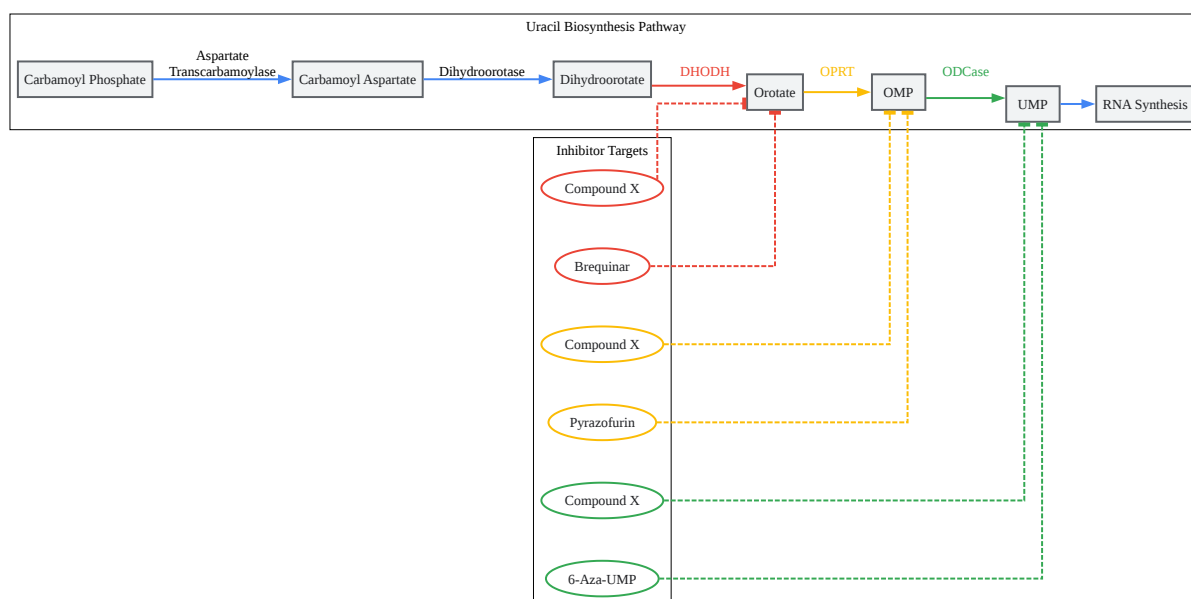 Uracil Biosynthesis Pathway
Aspartate
Transcarbamoylase
Dihydroorotase
DHODH
OPRT
ODCase
Carbamoyl Phosphate
Carbamoyl Aspartate
Dihydroorotate
Orotate
OMP
UMP
RNA Synthesis
Inhibitor Targets
Compound X
Brequinar
Compound X
Pyrazofurin
Compound X
6-Aza-UMP